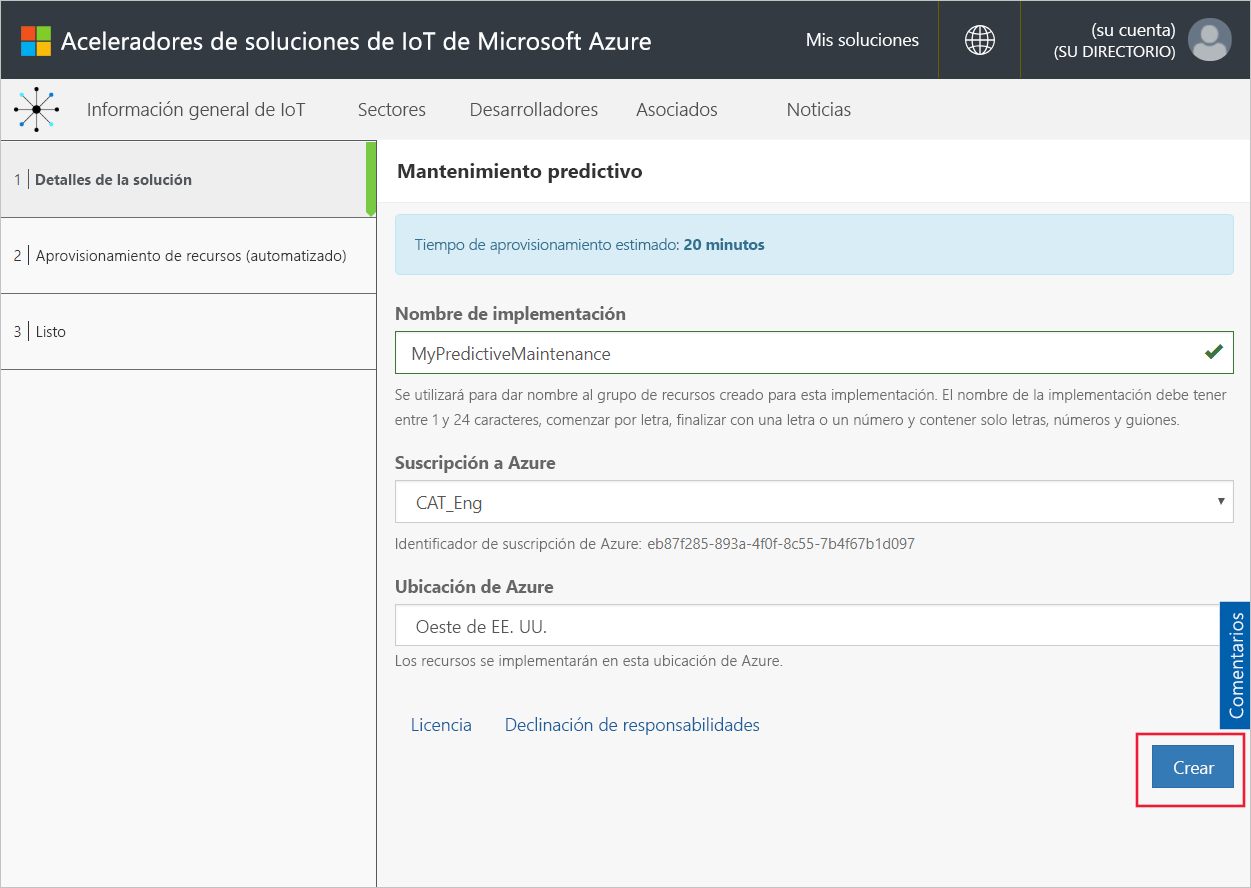 Aceleradores de soluciones de IoT de Microsoft Azure
Mis soluciones
(su cuenta)
(SU DIRECTORIO)
Información general de IoT
Sectores
Desarrolladores
Asociados
Noticias
1 Detalles de la solución
2 Aprovisionamiento de recursos (automatizado)
3 Listo
Mantenimiento predictivo
Tiempo de aprovisionamiento estimado: 20 minutos
Nombre de implementación
MyPredictiveMaintenance
Se utilizará para dar nombre al grupo de recursos creado para esta implementación. El nombre de la implementación debe tener
entre 1 y 24 caracteres, comenzar por letra, finalizar con una letra o un número y contener solo letras, números y guiones.
Suscripción a Azure
CAT_Eng
Identificador de suscripción de Azure: eb87f285-893a-4f0f-8c55-7b4f67b1d097
Ubicación de Azure
Oeste de EE. UU.
Los recursos se implementarán en esta ubicación de Azure.
Comentarios
Licencia
Declinación de responsabilidades
Crear